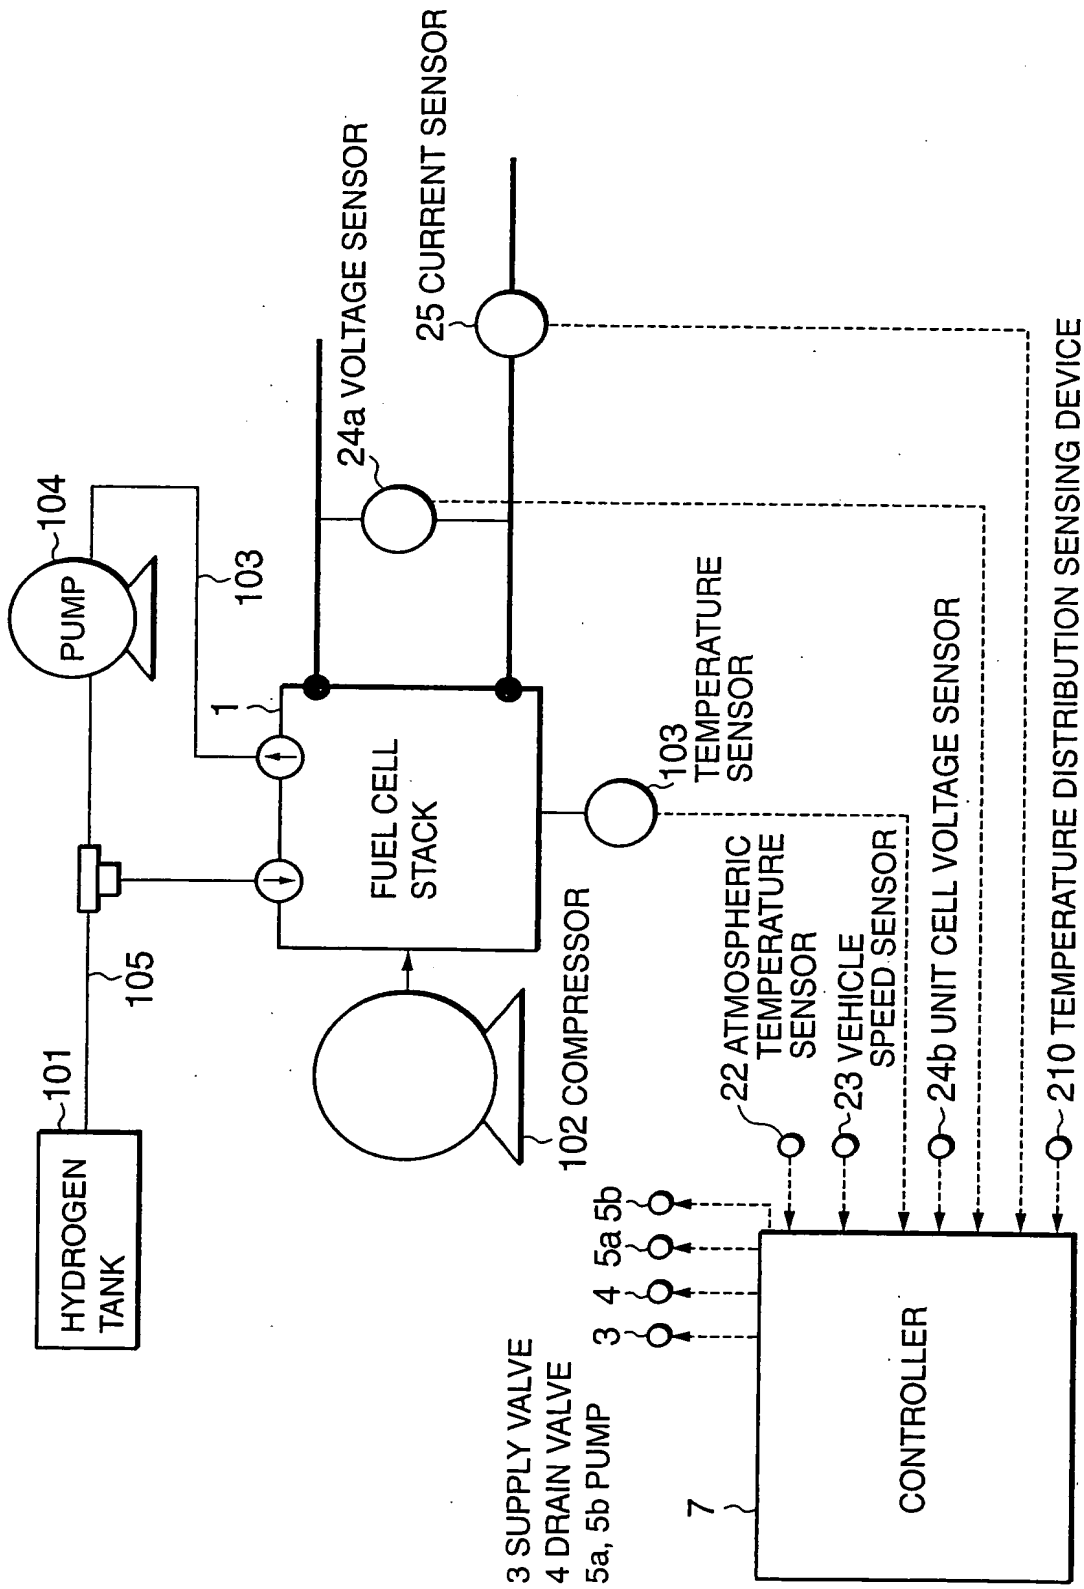 HYDROGEN
TANK
101
105
PUMP
104
103
1
FUEL CELL
STACK
102 COMPRESSOR
24a VOLTAGE SENSOR
25 CURRENT SENSOR
103
TEMPERATURE
SENSOR
22 ATMOSPHERIC
TEMPERATURE
SENSOR
23 VEHICLE
SPEED SENSOR
24b UNIT CELL VOLTAGE SENSOR
210 TEMPERATURE DISTRIBUTION SENSING DEVICE
3 4 5a 5b
3 SUPPLY VALVE
4 DRAIN VALVE
5a, 5b PUMP
7
CONTROLLER